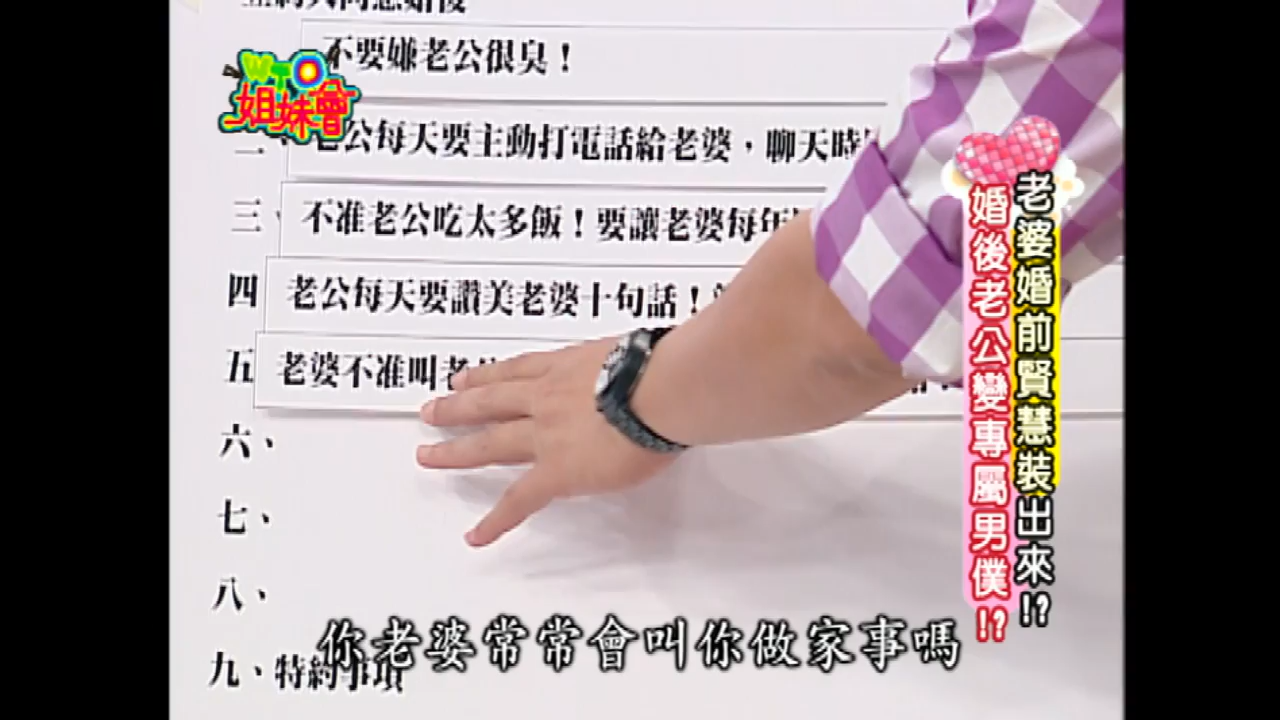 不要嫌老公很臭！
WTO
姐妹會
二
公每天要主動打電話給老婆，聊天時
三、不准老公吃太多飯！要讓老婆每年
四 老公每天要讚美老婆十句話！
五 老婆不准叫老
六、
七、
八、
九、特約事項
老婆婚前賢慧裝出來!?
婚後老公變專屬男僕!?
你老婆常常會叫你做家事嗎